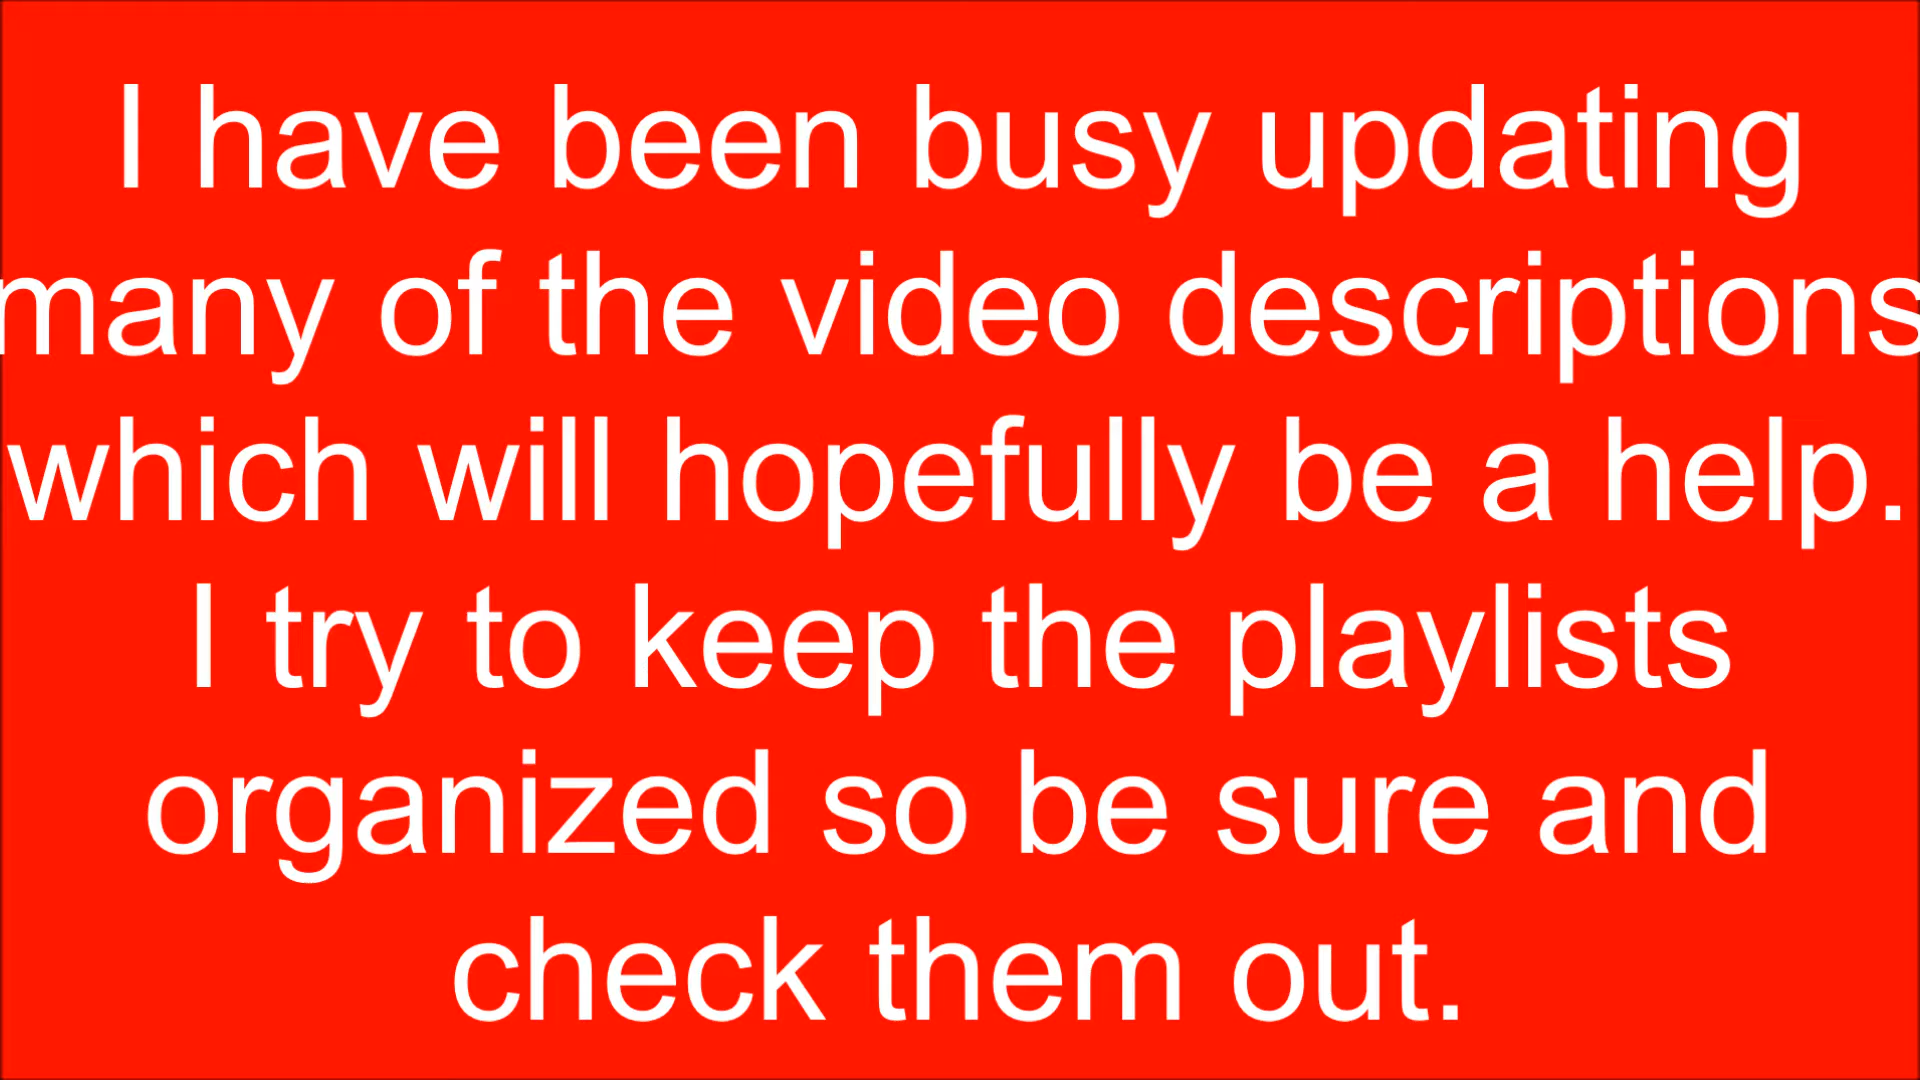 I have been busy updating
many of the video descriptions
which will hopefully be a help.
I try to keep the playlists
organized so be sure and
check them out.